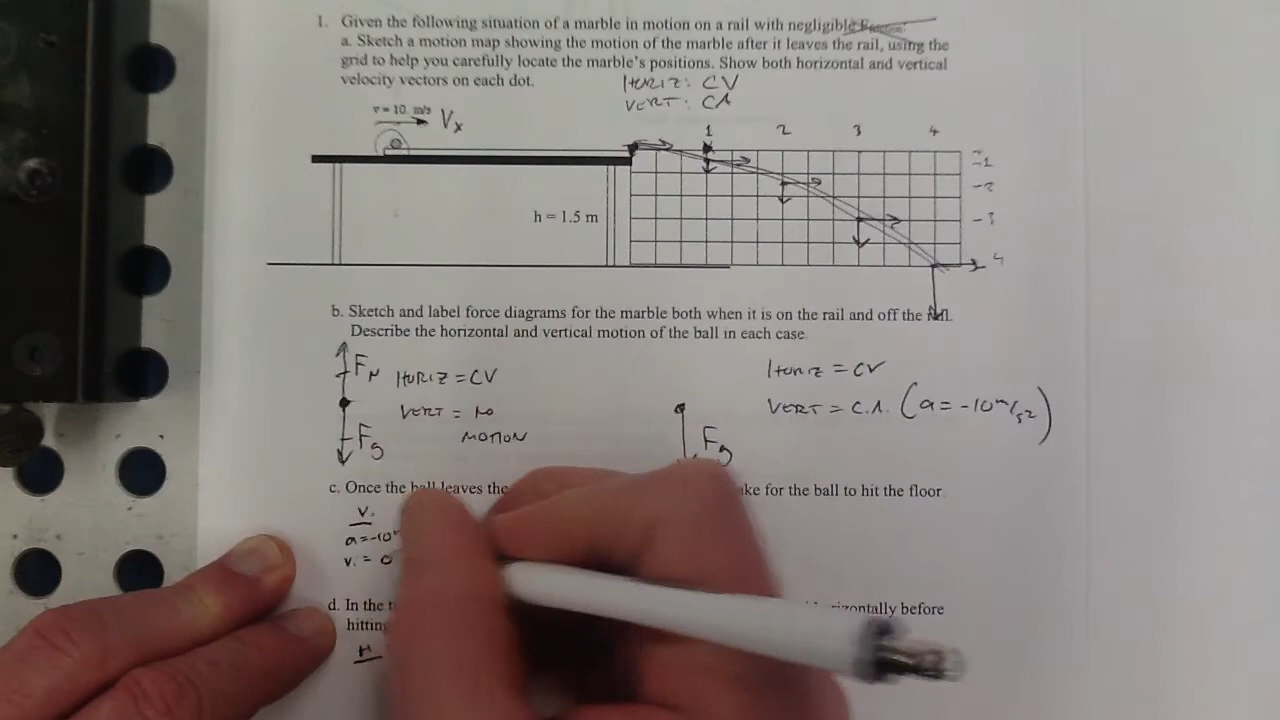 1. Given the following situation of a marble in motion on a rail with negligible
a. Sketch a motion map showing the motion of the marble after it leaves the rail, using the
grid to help you carefully locate the marble's positions. Show both horizontal and vertical
velocity vectors on each dot.
HORIZ: CV
VERT: CA
v = 10. m/s
Vx
1 2 3 4
-1
-2
-3
4
h = 1.5 m
b. Sketch and label force diagrams for the marble both when it is on the rail and off the
Describe the horizontal and vertical motion of the ball in each case.
FN HORIZ = CV
VERT = NO
MOTION
Fg
HORIZ = CV
VERT = C.A. (a = -10 m/s2)
Fg
c. Once the ball leaves the for the ball to hit the floor
V.
a = -10
Vi = 0
d. In the before
hitting
H